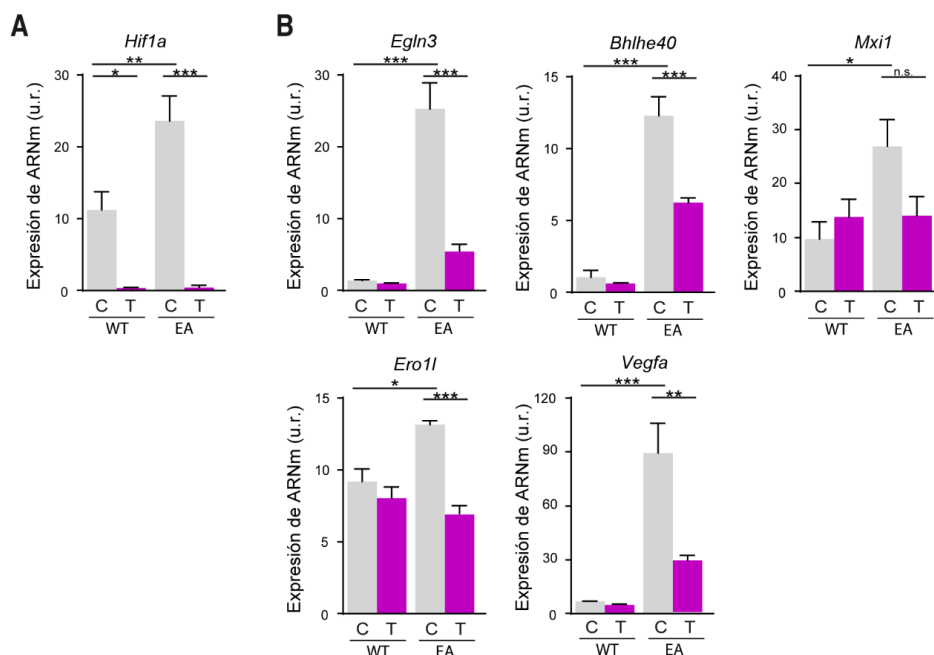 A
Hif1a
**
*
***
Expresión de ARNm (u.r.)
30
20
10
0
C T C T
WT EA
B
Egln3
***
***
Expresión de ARNm (u.r.)
30
20
10
0
C T C T
WT EA
Bhlhe40
***
***
Expresión de ARNm (u.r.)
15
10
5
0
C T C T
WT EA
Mxi1
*
n.s.
Expresión de ARNm (u.r.)
40
30
20
10
0
C T C T
WT EA
Ero1l
*
***
Expresión de ARNm (u.r.)
15
10
5
0
C T C T
WT EA
Vegfa
***
**
Expresión de ARNm (u.r.)
120
90
60
30
0
C T C T
WT EA